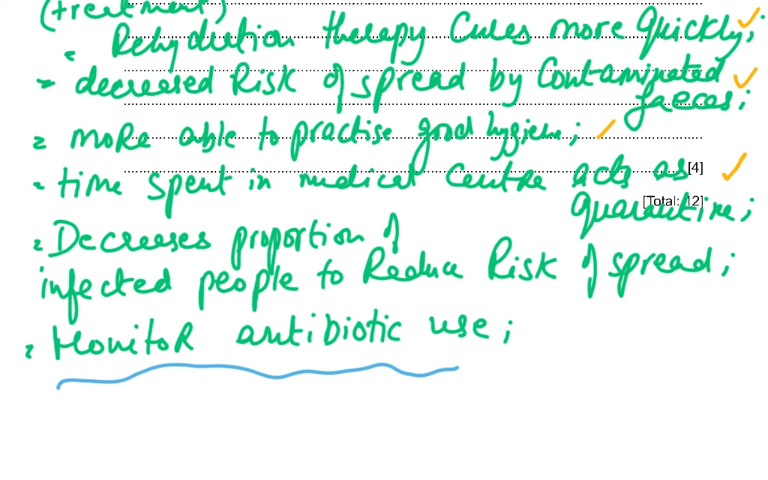 (treatment)
- Rehydration therapy Cures more quickly;
- decreased Risk of spread by Contaminated
faeces;
- more able to practise good hygiene;
[4]
- time spent in medical centre acts as
[Total: 12]
quarantine;
- Decreases proportion of
infected people to Reduce Risk of spread;
- Monitor antibiotic use;